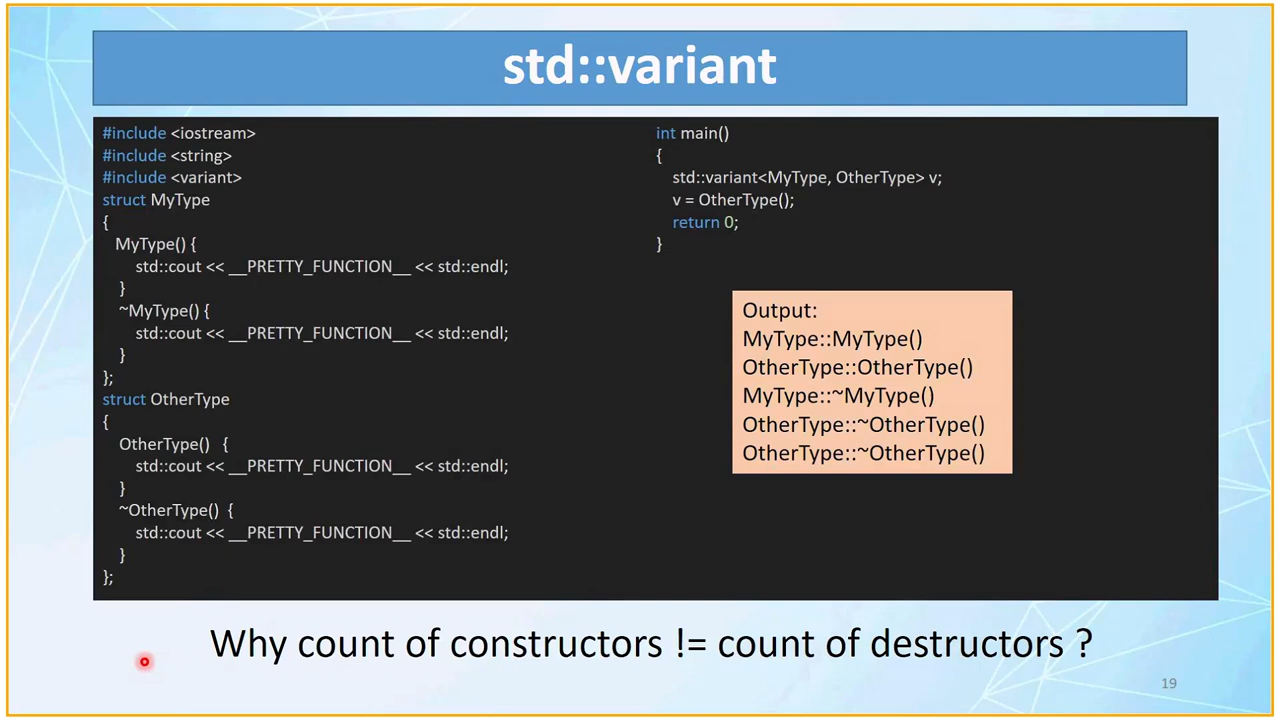 std::variant
#include <iostream>
#include <string>
#include <variant>
struct MyType
{
MyType() {
std::cout << __PRETTY_FUNCTION__ << std::endl;
}
~MyType() {
std::cout << __PRETTY_FUNCTION__ << std::endl;
}
};
struct OtherType
{
OtherType() {
std::cout << __PRETTY_FUNCTION__ << std::endl;
}
~OtherType() {
std::cout << __PRETTY_FUNCTION__ << std::endl;
}
};
int main()
{
std::variant<MyType, OtherType> v;
v = OtherType();
return 0;
}
Output:
MyType::MyType()
OtherType::OtherType()
MyType::~MyType()
OtherType::~OtherType()
OtherType::~OtherType()
Why count of constructors != count of destructors ?
19